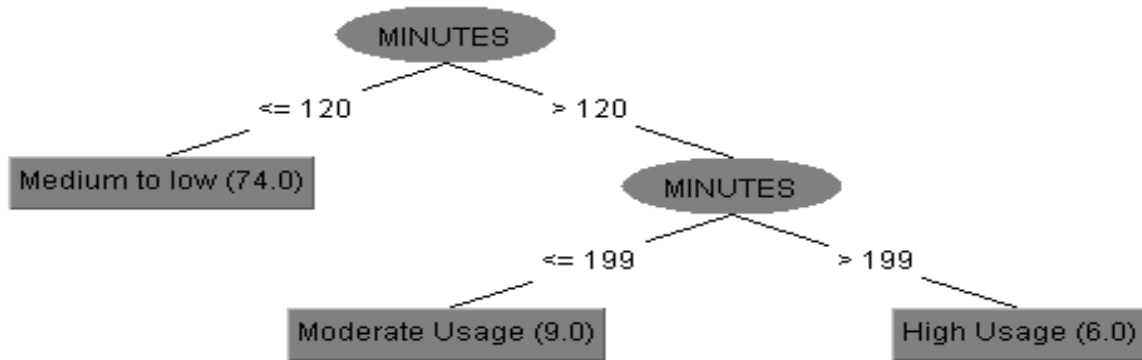 MINUTES
<= 120
> 120
Medium to low (74.0)
MINUTES
<= 199
> 199
Moderate Usage (9.0)
High Usage (6.0)